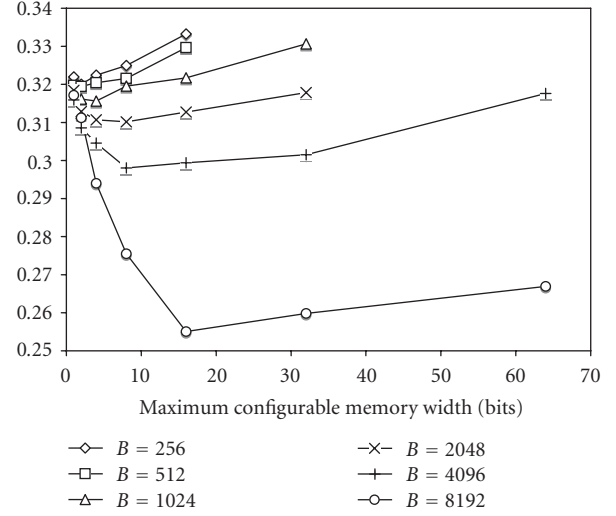 0.34
0.33
0.32
0.31
0.3
0.29
0.28
0.27
0.26
0.25
0 10 20 30 40 50 60 70
Maximum configurable memory width (bits)
B = 256
B = 512
B = 1024
B = 2048
B = 4096
B = 8192